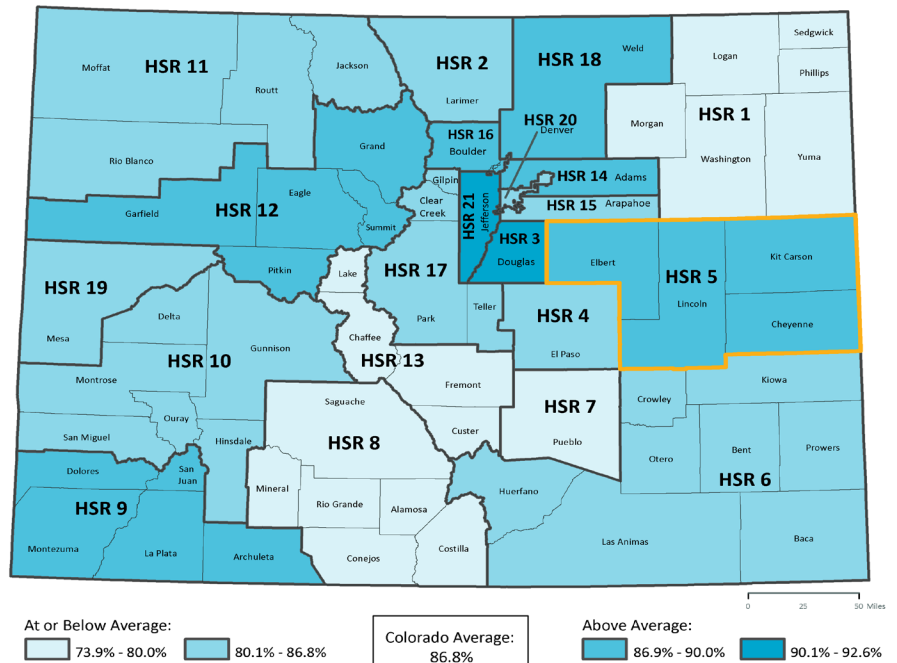 Sedgwick
Logan
Phillips
Weld
HSR 18
HSR 2
Jackson
HSR 11
Moffat
Routt
Larimer
HSR 1
Morgan
HSR 20
Denver
HSR 16
Boulder
Grand
Rio Blanco
Washington
Yuma
HSR 14 Adams
Gilpin
Eagle
Clear
Creek
HSR 21
Jefferson
HSR 15 Arapahoe
Garfield
HSR 12
Summit
HSR 3
Douglas
Elbert
HSR 5
Kit Carson
Pitkin
Lake
HSR 17
HSR 19
Lincoln
Teller
HSR 4
Delta
Park
Cheyenne
Mesa
Chaffee
Gunnison
El Paso
HSR 10
HSR 13
Montrose
Fremont
Kiowa
Saguache
Crowley
HSR 7
Ouray
Custer
San Miguel
Hinsdale
HSR 8
Pueblo
Otero
Bent
Prowers
Dolores
San
Juan
HSR 6
Mineral
Huerfano
Rio Grande
Alamosa
HSR 9
Las Animas
Baca
Montezuma
La Plata
Archuleta
Conejos
Costilla
0 25 50 Miles
At or Below Average:
73.9% - 80.0%
80.1% - 86.8%
Colorado Average:
86.8%
Above Average:
86.9% - 90.0%
90.1% - 92.6%